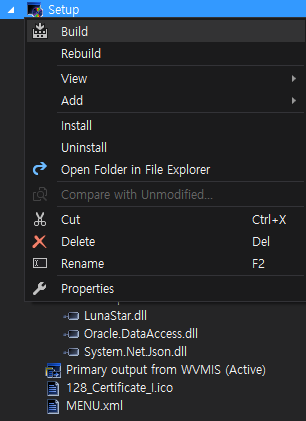 Setup
Build
Rebuild
View
Add
Install
Uninstall
Open Folder in File Explorer
Compare with Unmodified...
Cut Ctrl+X
Delete Del
Rename F2
Properties
LunaStar.dll
Oracle.DataAccess.dll
System.Net.Json.dll
Primary output from WVMIS (Active)
128_Certificate_I.ico
MENU.xml